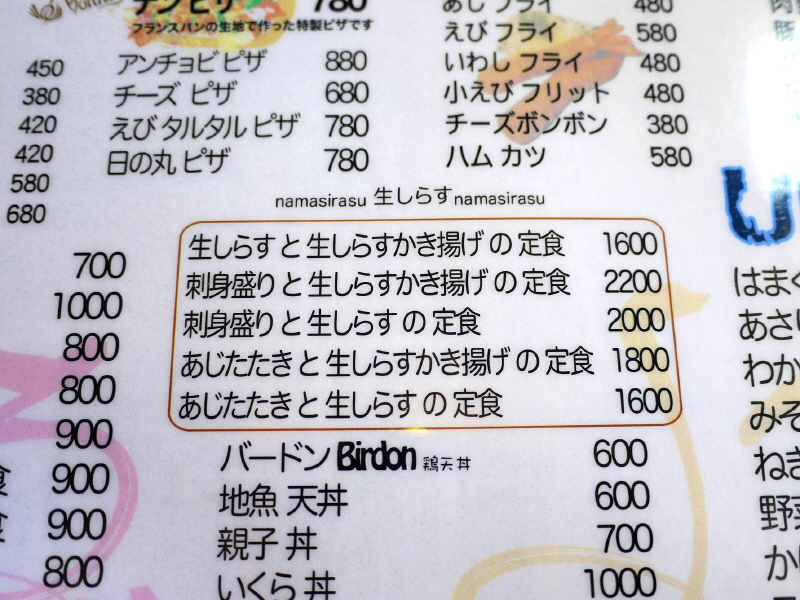 チンピザ 780
フランスパンの生地で作った特製ピザです
アンチョビ ピザ 880
チーズ ピザ 680
えび タルタル ピザ 780
日の丸 ピザ 780
450
380
420
420
580
680
あじ フライ 480
えび フライ 580
いわし フライ 480
小えび フリット 480
チーズボンボン 380
ハム カツ 580
namasirasu 生しらす namasirasu
生しらす と 生しらすかき揚げ の 定食 1600
刺身盛り と 生しらすかき揚げ の 定食 2200
刺身盛り と 生しらす の 定食 2000
あじたたき と 生しらすかき揚げ の 定食 1800
あじたたき と 生しらす の 定食 1600
700
1000
800
800
900
食 900
食 900
800
バードン Birdon 鶏天丼 600
地魚 天丼 600
親子 丼 700
いくら 丼 1000
はまぐ
あさり
わか
みそ
ねぎ
野菜